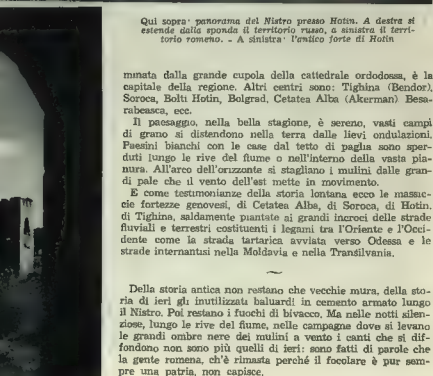 Qui sopra· panorama del Nistro presso Hotin. A destra si
estende dalla sponda il territorio russo, a sinistra il terri-
torio romeno. - A sinistra· l'antico forte di Hotin
minata dalla grande cupola della cattedrale ordodossa, è la
capitale della regione. Altri centri sono: Tighina (Bendor),
Soroca, Bolti Hotin, Bolgrad, Cetatea Alba (Akerman) Besa-
rabeasca, ecc.
Il paesaggio, nella bella stagione, è sereno, vasti campi
di grano si distendono nella terra dalle lievi ondulazioni.
Paesini bianchi con le case dal tetto di paglia sono sper-
duti lungo le rive del fiume o nell'interno della vasta pia-
nura. All'arco dell'orizzonte si stagliano i mulini dalle gran-
di pale che il vento dell'est mette in movimento.
E come testimonianze della storia lontana ecco le massic-
cie fortezze genovesi, di Cetatea Alba, di Soroca, di Hotin.
di Tighina, saldamente piantate ai grandi incroci delle strade
fluviali e terrestri costituenti i legami tra l'Oriente e l'Occi-
dente come la strada tartarica avviata verso Odessa e le
strade internantisi nella Moldavia e nella Transilvania.
Della storia antica non restano che vecchie mura, della sto-
ria di ieri gli inutilizzati baluardi in cemento armato lungo
il Nistro. Poi restano i fuochi di bivacco. Ma nelle notti silen-
ziose, lungo le rive del fiume, nelle campagne dove si levano
le grandi ombre nere dei mulini a vento i canti che si dif-
fondono non sono più quelli di ieri: sono fatti di parole che
la gente romena, ch'è rimasta perchè il focolare è pur sem-
pre una patria, non capisce.